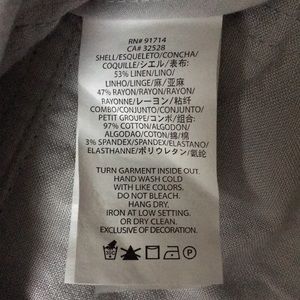 RN# 91714
CA# 32528
SHELL/ESQUELETO/CONCHA/
COQUILLE/シエル/表布:
53% LINEN/LINO/
LINHO/LINGE/麻/亚麻
47% RAYON/RAYON/RAYON/
RAYONNE/レーヨン/粘纤
COMBO/CONJUNTO/CONJUNTO/
PETIT GROUPE/コンボ/组合:
97% COTTON/ALGODON/
ALGODAO/COTON/綿/棉
3% SPANDEX/SPANDEX/ELASTANO/
ELASTHANNE/ポリウレタン/氨纶
TURN GARMENT INSIDE OUT.
HAND WASH COLD
WITH LIKE COLORS.
DO NOT BLEACH.
HANG DRY.
IRON AT LOW SETTING.
OR DRY CLEAN.
EXCLUSIVE OF DECORATION.
P